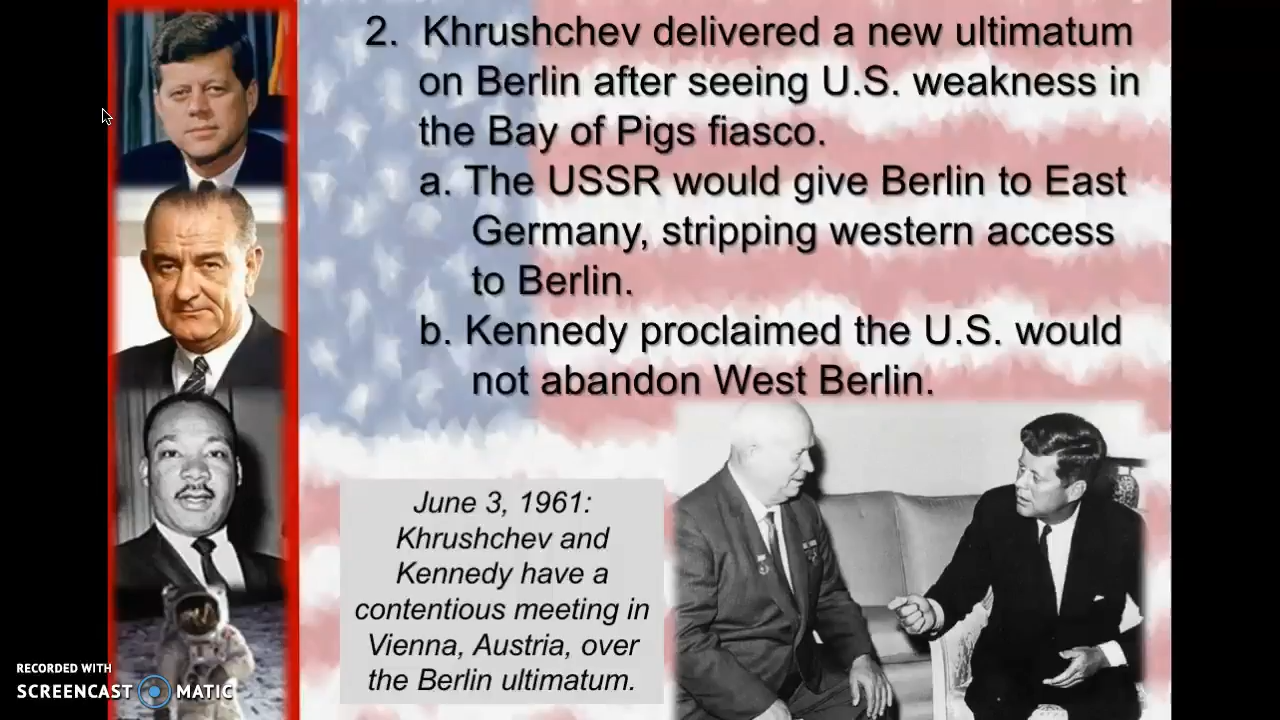 2. Khrushchev delivered a new ultimatum
on Berlin after seeing U.S. weakness in
the Bay of Pigs fiasco.
a. The USSR would give Berlin to East
Germany, stripping western access
to Berlin.
b. Kennedy proclaimed the U.S. would
not abandon West Berlin.
June 3, 1961:
Khrushchev and
Kennedy have a
contentious meeting in
Vienna, Austria, over
the Berlin ultimatum.
RECORDED WITH
SCREENCAST MATIC